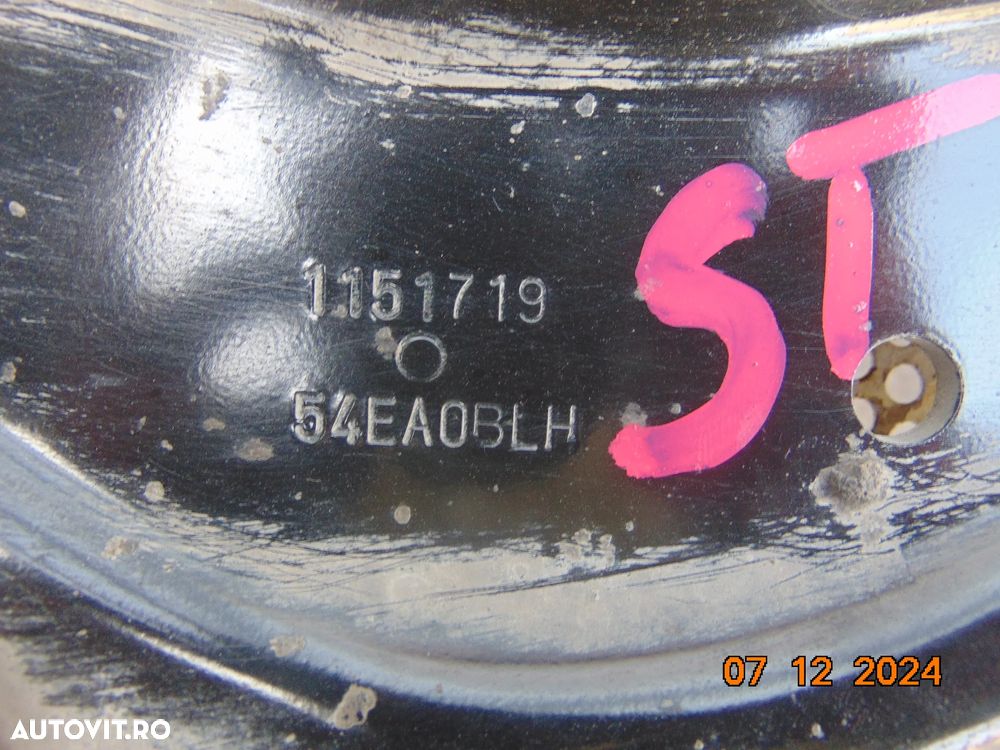 1151719
54EA0BLH
ST
07 12 2024
AUTOVIT.RO